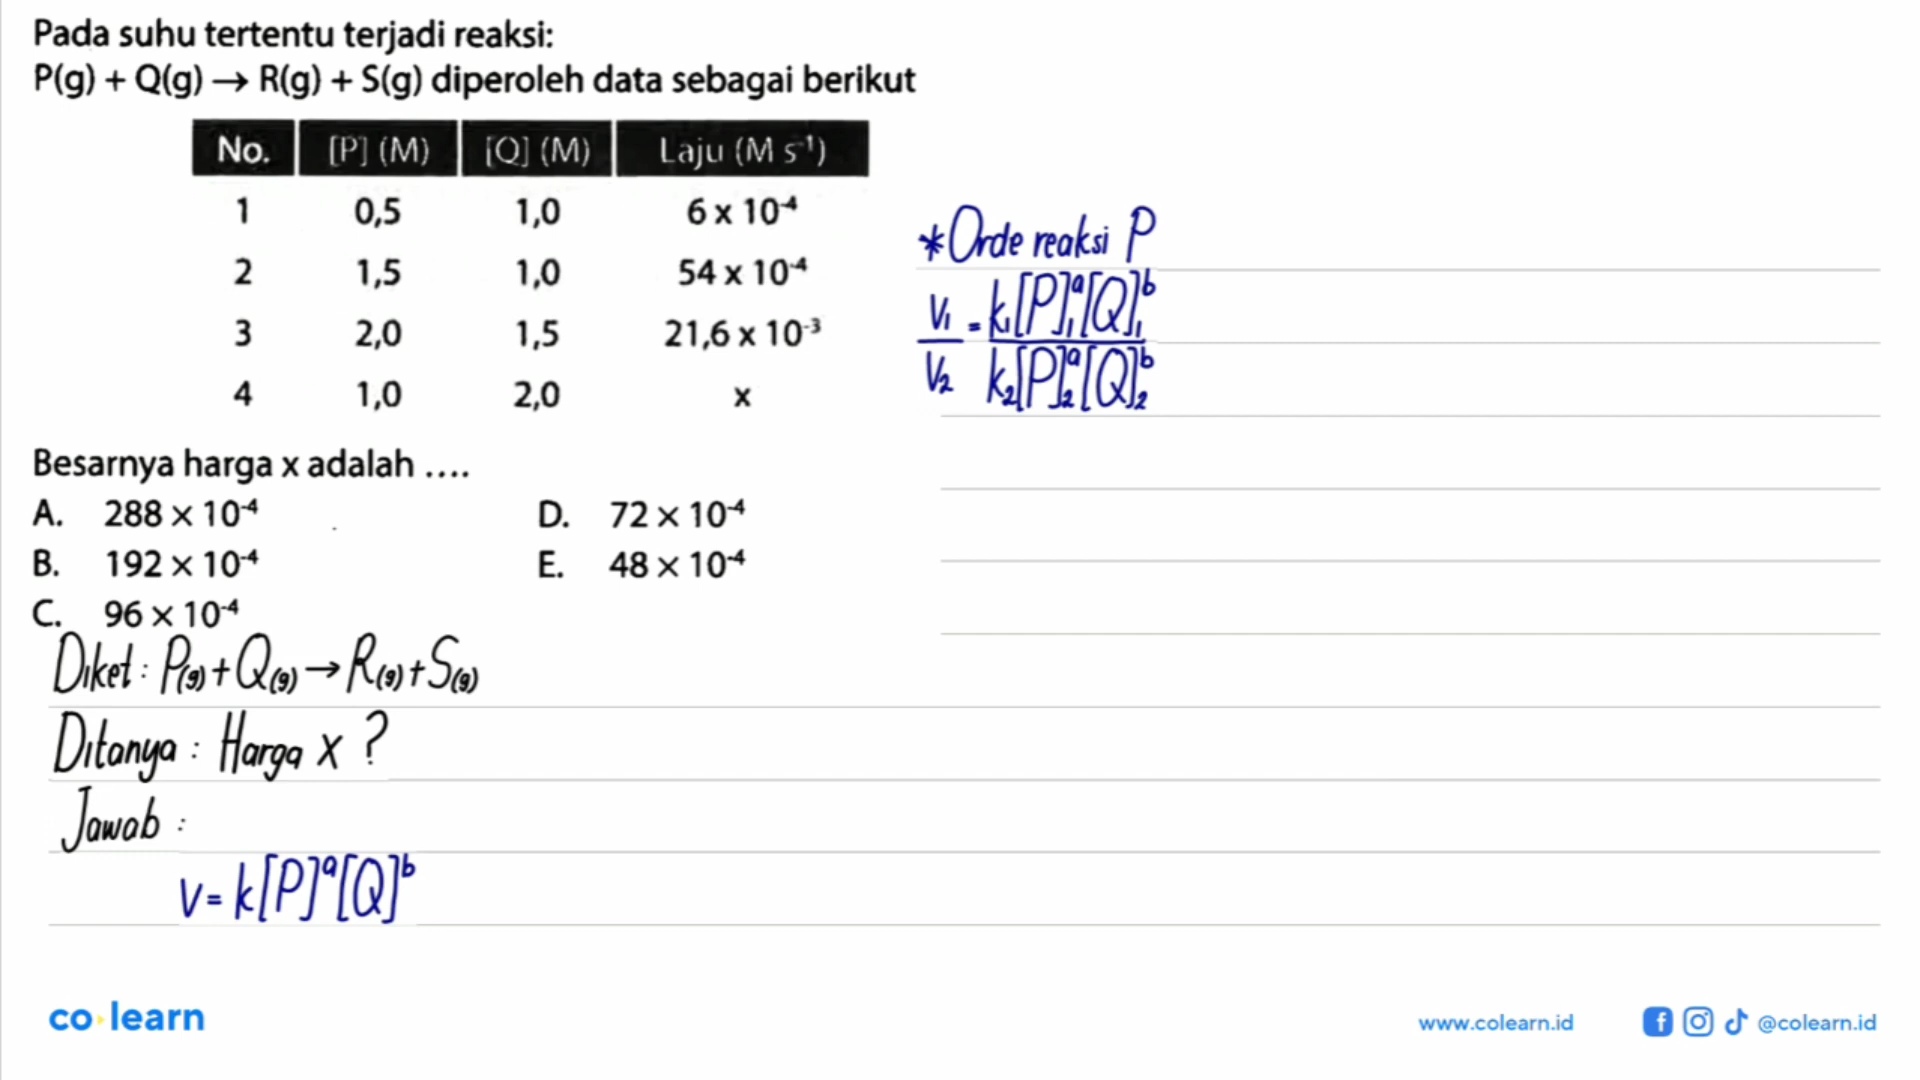 Pada suhu tertentu terjadi reaksi:
P(g) + Q(g) → R(g) + S(g) diperoleh data sebagai berikut
No. [P] (M) [Q] (M) Laju (M s⁻¹)
1 0,5 1,0 6 x 10⁻⁴
2 1,5 1,0 54 x 10⁻⁴
3 2,0 1,5 21,6 x 10⁻³
4 1,0 2,0 x
Besarnya harga x adalah ....
A. 288 × 10⁻⁴
B. 192 × 10⁻⁴
C. 96 × 10⁻⁴
D. 72 × 10⁻⁴
E. 48 × 10⁻⁴
Diket : P(g) + Q(g) → R(g) + S(g)
Ditanya : Harga x ?
Jawab :
V = k[P]ᵃ[Q]ᵇ
*Orde reaksi P
V₁ = k₁[P]₁ᵃ[Q]₁ᵇ
V₂ k₂[P]₂ᵃ[Q]₂ᵇ
co learn
www.colearn.id
@colearn.id